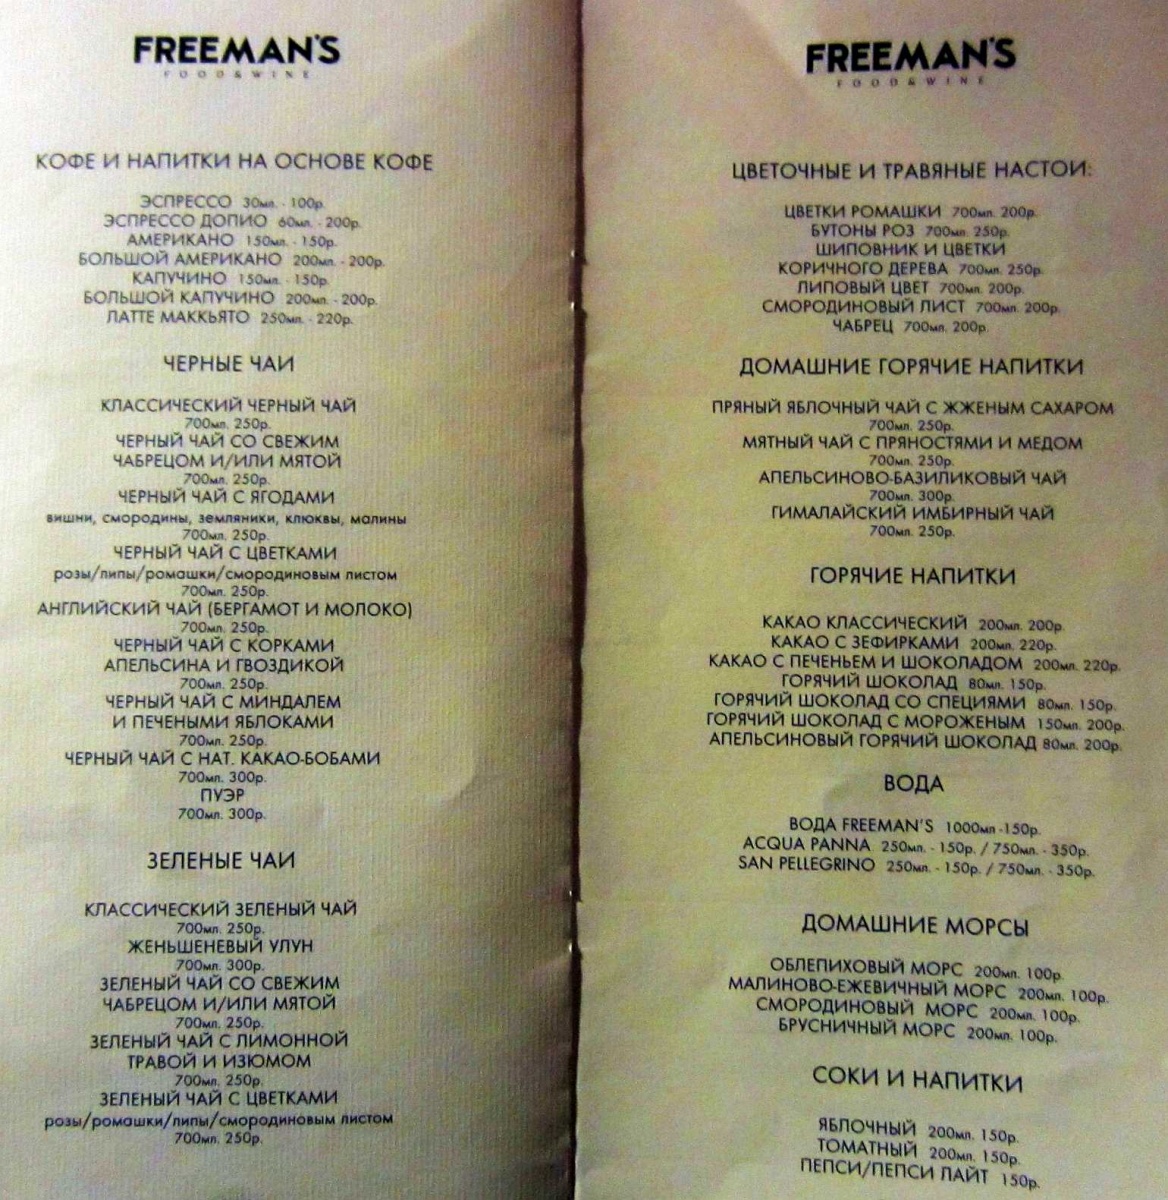 FREEMAN'S
FOOD & WINE
КОФЕ И НАПИТКИ НА ОСНОВЕ КОФЕ
ЭСПРЕССО 30мл. - 100р.
ЭСПРЕССО ДОПИО 60мл. - 200р.
АМЕРИКАНО 150мл. - 150р.
БОЛЬШОЙ АМЕРИКАНО 200мл. - 200р.
КАПУЧИНО 150мл. - 150р.
БОЛЬШОЙ КАПУЧИНО 200мл. - 200р.
ЛАТТЕ МАККЬЯТО 250мл. - 220р.
ЧЕРНЫЕ ЧАИ
КЛАССИЧЕСКИЙ ЧЕРНЫЙ ЧАЙ
700мл. 250р.
ЧЕРНЫЙ ЧАЙ СО СВЕЖИМ
ЧАБРЕЦОМ И/ИЛИ МЯТОЙ
700мл. 250р.
ЧЕРНЫЙ ЧАЙ С ЯГОДАМИ
вишни, смородины, земляники, клюквы, малины
700мл. 250р.
ЧЕРНЫЙ ЧАЙ С ЦВЕТКАМИ
розы/липы/ромашки/смородиновым листом
700мл. 250р.
АНГЛИЙСКИЙ ЧАЙ (БЕРГАМОТ И МОЛОКО)
700мл. 250р.
ЧЕРНЫЙ ЧАЙ С КОРКАМИ
АПЕЛЬСИНА И ГВОЗДИКОЙ
700мл. 250р.
ЧЕРНЫЙ ЧАЙ С МИНДАЛЕМ
И ПЕЧЕНЫМИ ЯБЛОКАМИ
700мл. 250р.
ЧЕРНЫЙ ЧАЙ С НАТ. КАКАО-БОБАМИ
700мл. 300р.
ПУЭР
700мл. 300р.
ЗЕЛЕНЫЕ ЧАИ
КЛАССИЧЕСКИЙ ЗЕЛЕНЫЙ ЧАЙ
700мл. 250р.
ЖЕНЬШЕНЕВЫЙ УЛУН
700мл. 300р.
ЗЕЛЕНЫЙ ЧАЙ СО СВЕЖИМ
ЧАБРЕЦОМ И/ИЛИ МЯТОЙ
700мл. 250р.
ЗЕЛЕНЫЙ ЧАЙ С ЛИМОННОЙ
ТРАВОЙ И ИЗЮМОМ
700мл. 250р.
ЗЕЛЕНЫЙ ЧАЙ С ЦВЕТКАМИ
розы/ромашки/липы/смородиновым листом
700мл. 250р.
FREEMAN'S
FOOD & WINE
ЦВЕТОЧНЫЕ И ТРАВЯНЫЕ НАСТОИ:
ЦВЕТКИ РОМАШКИ 700мл. 200р.
БУТОНЫ РОЗ 700мл. 250р.
ШИПОВНИК И ЦВЕТКИ
КОРИЧНОГО ДЕРЕВА 700мл. 250р.
ЛИПОВЫЙ ЦВЕТ 700мл. 200р.
СМОРОДИНОВЫЙ ЛИСТ 700мл. 200р.
ЧАБРЕЦ 700мл. 200р.
ДОМАШНИЕ ГОРЯЧИЕ НАПИТКИ
ПРЯНЫЙ ЯБЛОЧНЫЙ ЧАЙ С ЖЖЕНЫМ САХАРОМ
700мл. 250р.
МЯТНЫЙ ЧАЙ С ПРЯНОСТЯМИ И МЕДОМ
700мл. 250р.
АПЕЛЬСИНОВО-БАЗИЛИКОВЫЙ ЧАЙ
700мл. 300р.
ГИМАЛАЙСКИЙ ИМБИРНЫЙ ЧАЙ
700мл. 250р.
ГОРЯЧИЕ НАПИТКИ
КАКАО КЛАССИЧЕСКИЙ 200мл. 200р.
КАКАО С ЗЕФИРКАМИ 200мл. 220р.
КАКАО С ПЕЧЕНЬЕМ И ШОКОЛАДОМ 200мл. 220р.
ГОРЯЧИЙ ШОКОЛАД 80мл. 150р.
ГОРЯЧИЙ ШОКОЛАД СО СПЕЦИЯМИ 80мл. 150р.
ГОРЯЧИЙ ШОКОЛАД С МОРОЖЕНЫМ 150мл. 200р.
АПЕЛЬСИНОВЫЙ ГОРЯЧИЙ ШОКОЛАД 80мл. 200р.
ВОДА
ВОДА FREEMAN'S 1000мл -150р.
ACQUA PANNA 250мл. - 150р. / 750мл. - 350р.
SAN PELLEGRINO 250мл. - 150р. / 750мл. - 350р.
ДОМАШНИЕ МОРСЫ
ОБЛЕПИХОВЫЙ МОРС 200мл. 100р.
МАЛИНОВО-ЕЖЕВИЧНЫЙ МОРС 200мл. 100р.
СМОРОДИНОВЫЙ МОРС 200мл. 100р.
БРУСНИЧНЫЙ МОРС 200мл. 100р.
СОКИ И НАПИТКИ
ЯБЛОЧНЫЙ 200мл. 150р.
ТОМАТНЫЙ 200мл. 150р.
ПЕПСИ/ПЕПСИ ЛАЙТ 150р.